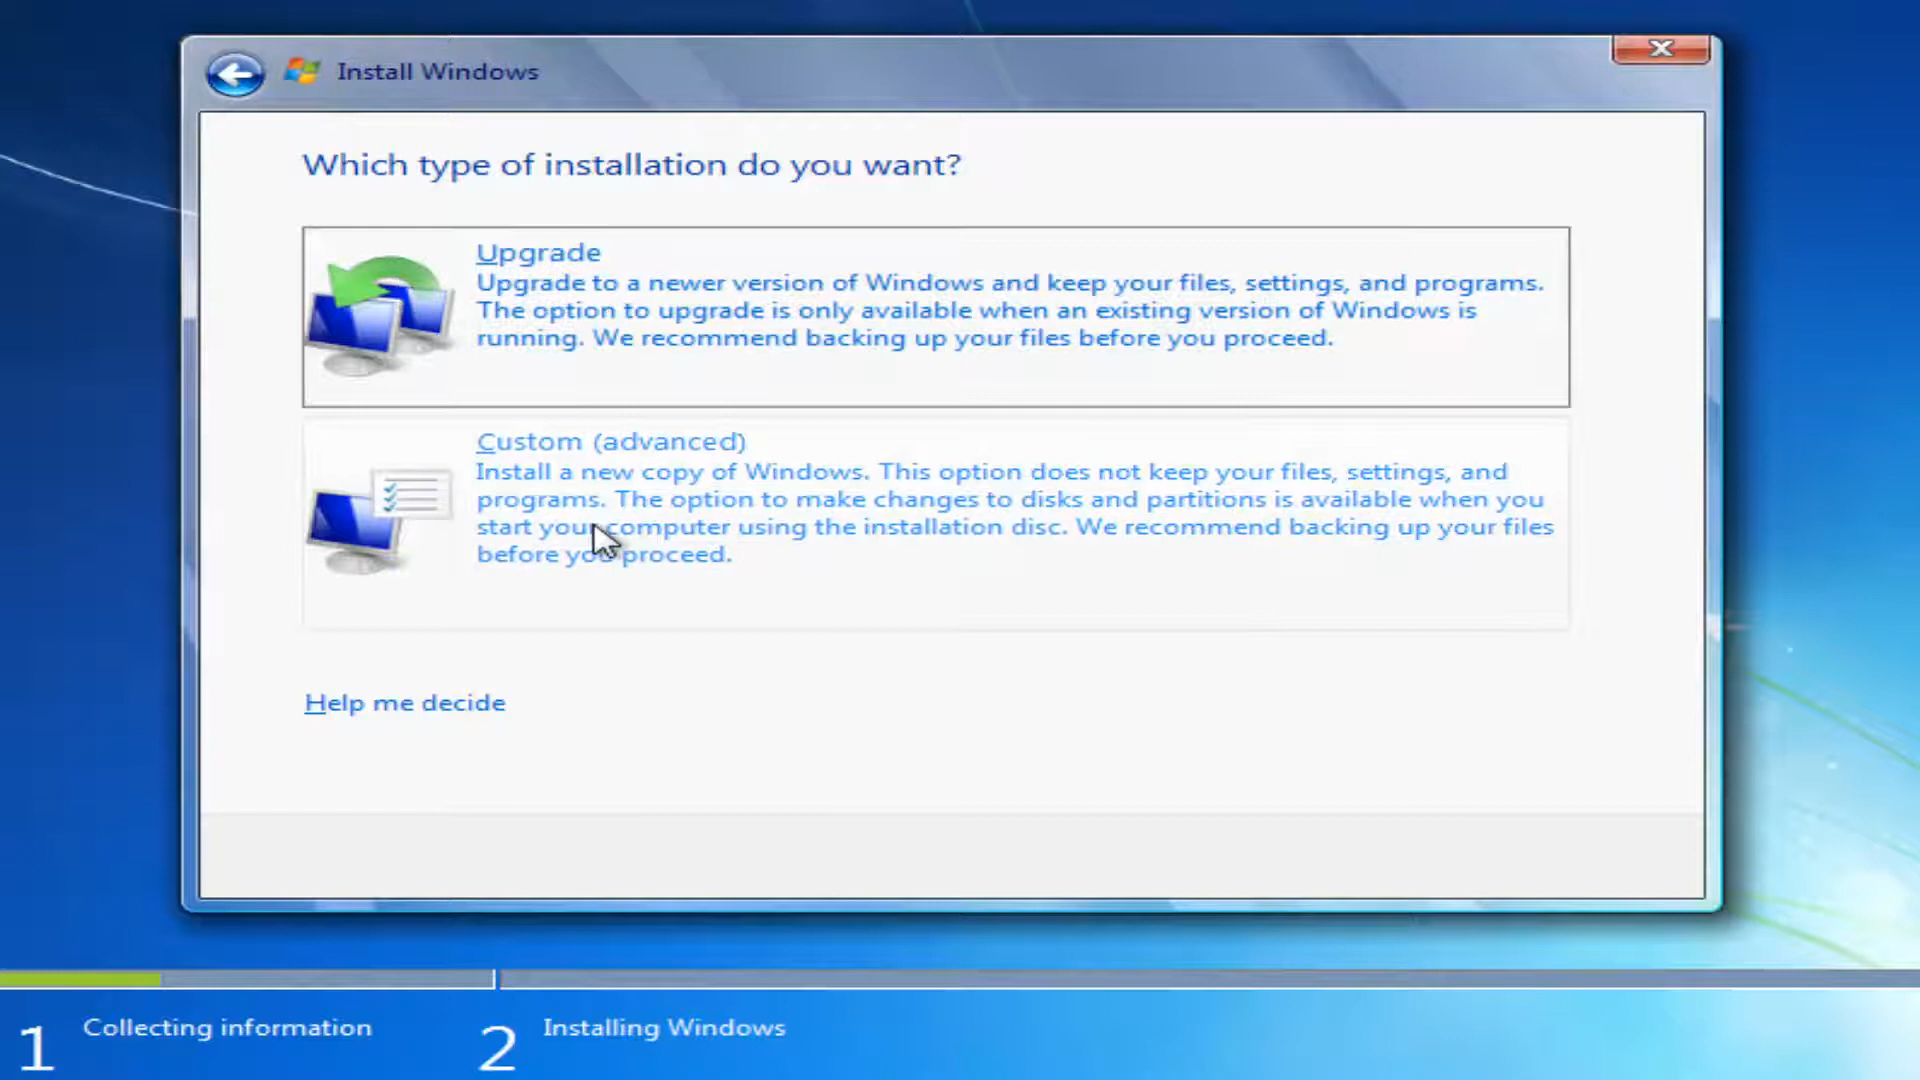 Install Windows
Which type of installation do you want?
Upgrade
Upgrade to a newer version of Windows and keep your files, settings, and programs.
The option to upgrade is only available when an existing version of Windows is
running. We recommend backing up your files before you proceed.
Custom (advanced)
Install a new copy of Windows. This option does not keep your files, settings, and
programs. The option to make changes to disks and partitions is available when you
start your computer using the installation disc. We recommend backing up your files
before you proceed.
Help me decide
1 Collecting information
2 Installing Windows